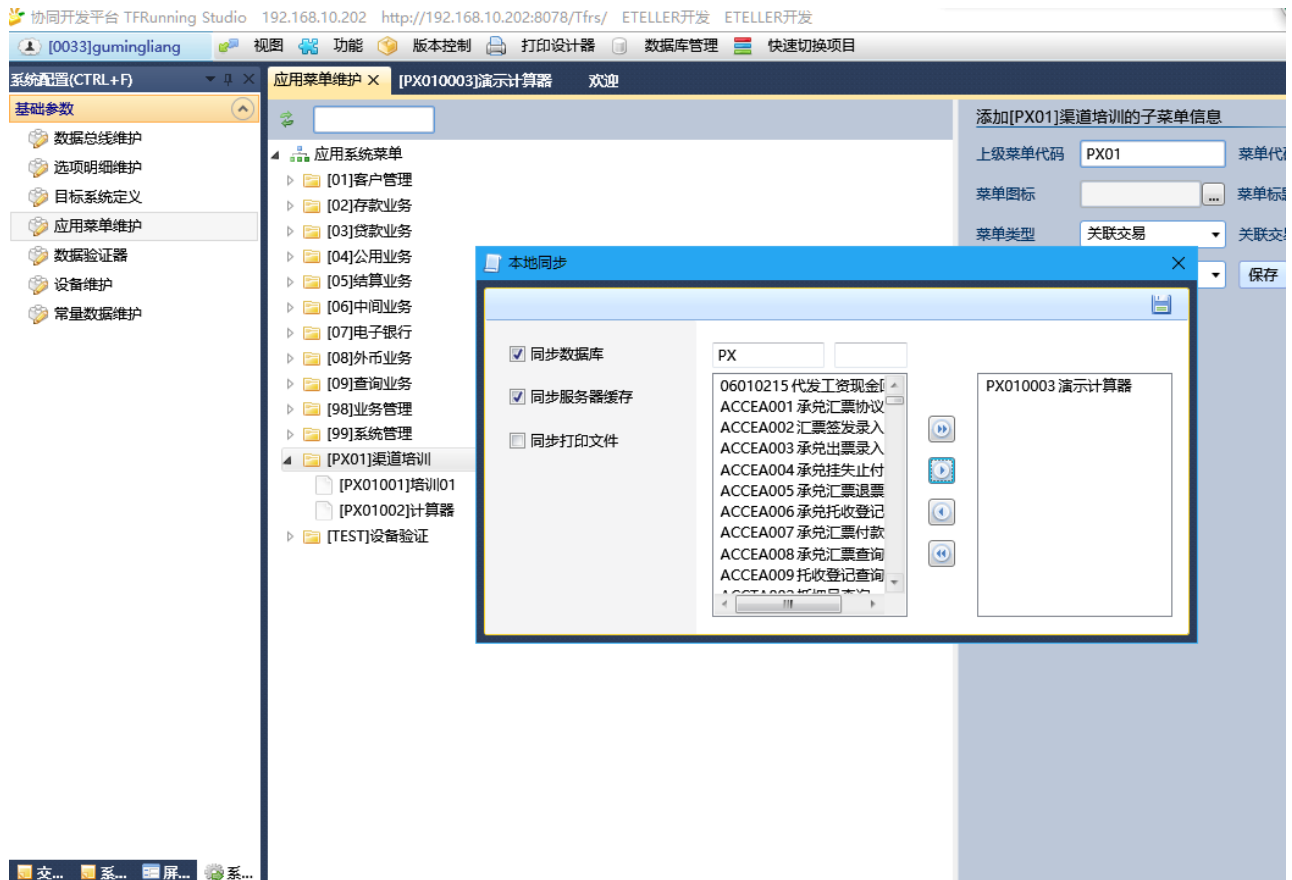 协同开发平台 TFRunning Studio 192.168.10.202 http://192.168.10.202:8078/Tfrs/ ETELLER开发 ETELLER开发
[0033]gumingliang 视图 功能 版本控制 打印设计器 数据库管理 快速切换项目
系统配置(CTRL+F)
应用菜单维护 [PX010003]演示计算器 欢迎
基础参数
数据总线维护
选项明细维护
目标系统定义
应用菜单维护
数据验证器
设备维护
常量数据维护
应用系统菜单
[01]客户管理
[02]存款业务
[03]贷款业务
[04]公用业务
[05]结算业务
[06]中间业务
[07]电子银行
[08]外币业务
[09]查询业务
[98]业务管理
[99]系统管理
[PX01]渠道培训
[PX01001]培训01
[PX01002]计算器
[TEST]设备验证
添加[PX01]渠道培训的子菜单信息
上级菜单代码 PX01 菜单代
菜单图标 ... 菜单标
菜单类型 关联交易 关联交
保存
本地同步
同步数据库
同步服务器缓存
同步打印文件
PX
06010215 代发工资现金
ACCEA001 承兑汇票协议
ACCEA002 汇票签发录入
ACCEA003 承兑出票录入
ACCEA004 承兑挂失止付
ACCEA005 承兑汇票退票
ACCEA006 承兑托收登记
ACCEA007 承兑汇票付款
ACCEA008 承兑汇票查询
ACCEA009 托收登记查询
PX010003 演示计算器
交... 系... 屏... 系...